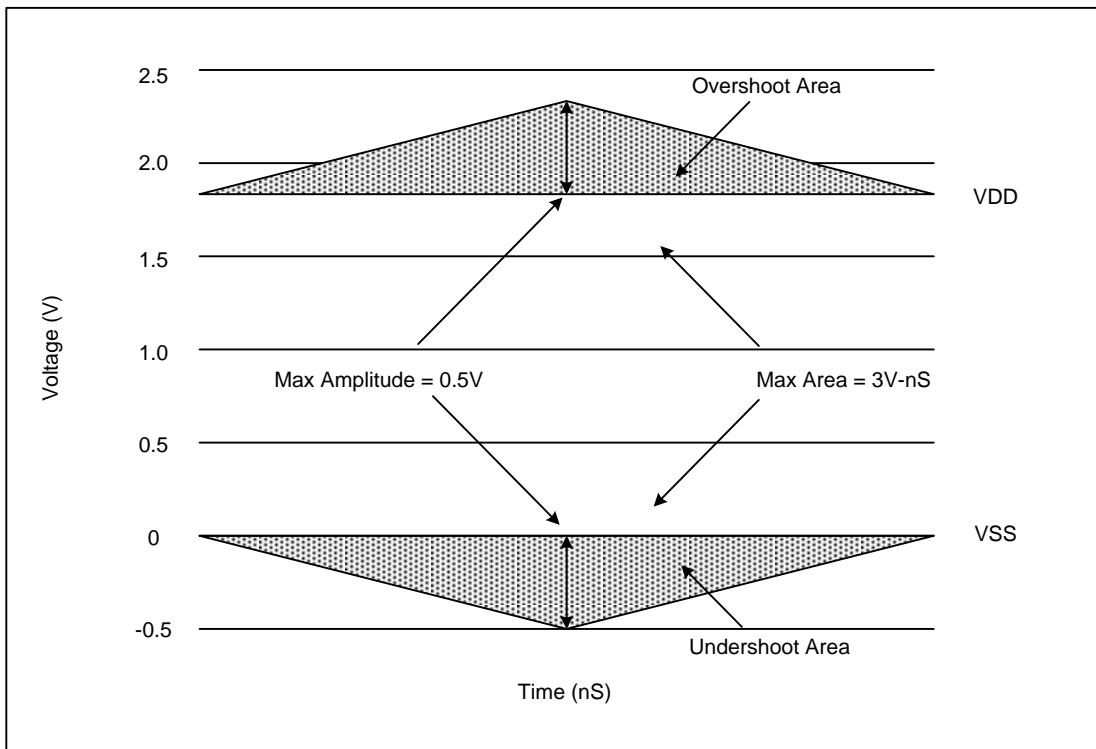 2.5
Overshoot Area
2.0
VDD
1.5
Voltage (V)
1.0
Max Amplitude = 0.5V
Max Area = 3V-nS
0.5
0
VSS
-0.5
Undershoot Area
Time (nS)